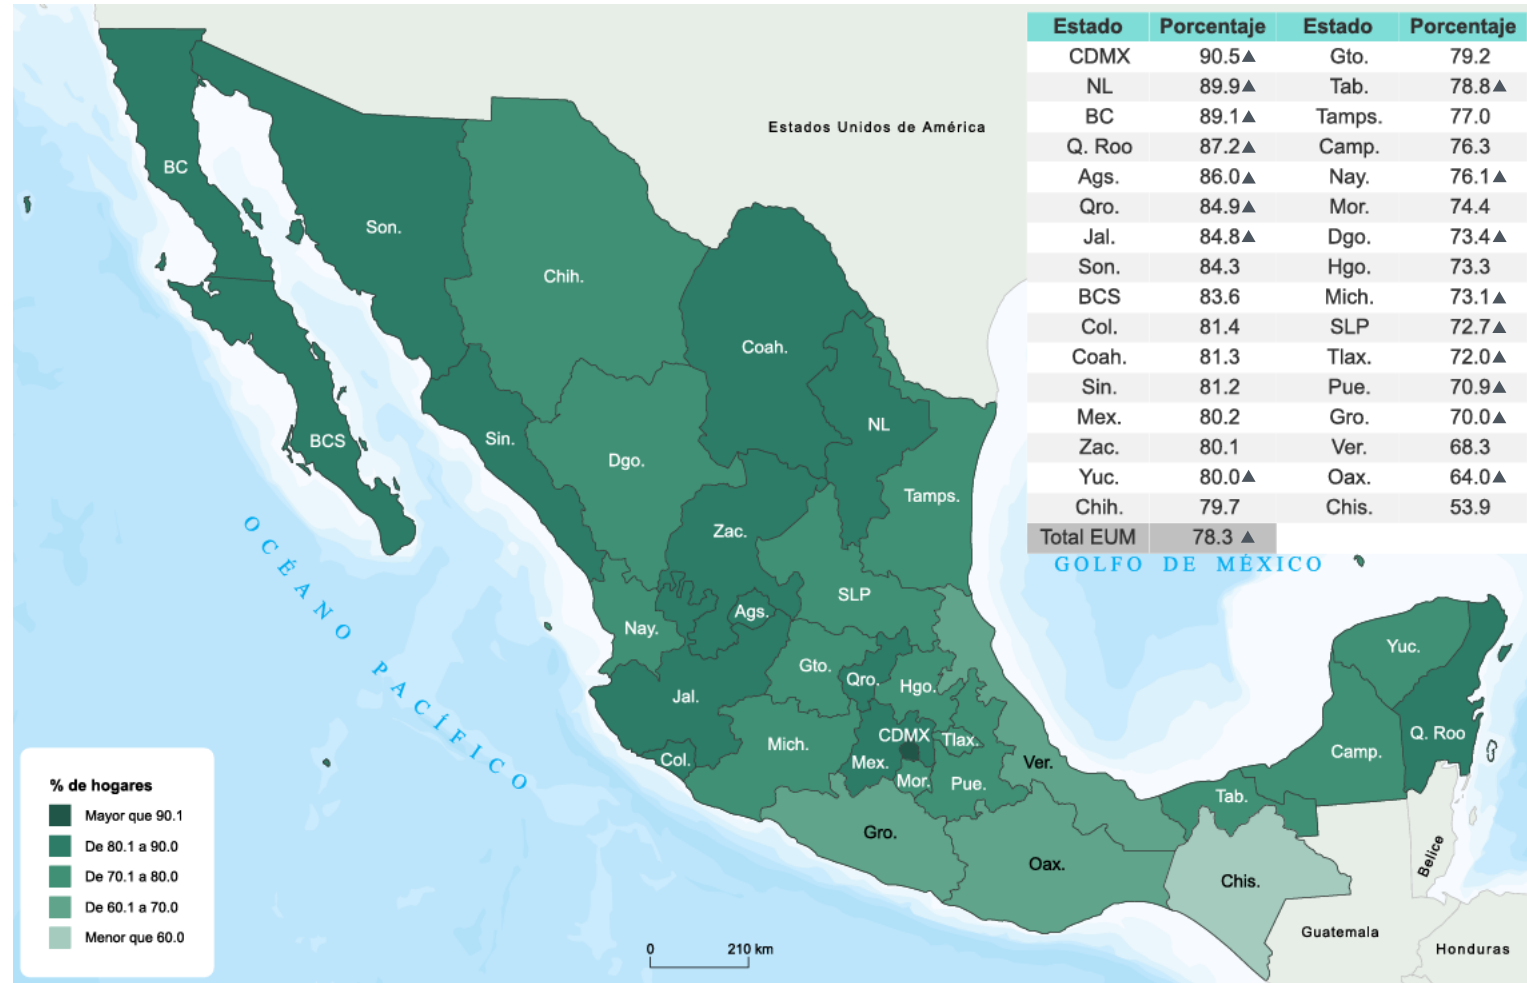 Estado Porcentaje Estado Porcentaje
CDMX 90.5▲ Gto. 79.2
NL 89.9▲ Tab. 78.8▲
BC 89.1▲ Tamps. 77.0
Q. Roo 87.2▲ Camp. 76.3
Ags. 86.0▲ Nay. 76.1▲
Qro. 84.9▲ Mor. 74.4
Jal. 84.8▲ Dgo. 73.4▲
Son. 84.3 Hgo. 73.3
BCS 83.6 Mich. 73.1▲
Col. 81.4 SLP 72.7▲
Coah. 81.3 Tlax. 72.0▲
Sin. 81.2 Pue. 70.9▲
Mex. 80.2 Gro. 70.0▲
Zac. 80.1 Ver. 68.3
Yuc. 80.0▲ Oax. 64.0▲
Chih. 79.7 Chis. 53.9
Total EUM 78.3 ▲
Estados Unidos de América
BC
Son.
Chih.
Coah.
BCS
Sin.
Dgo.
NL
Tamps.
Zac.
SLP
Ags.
Nay.
Gto.
Qro.
Hgo.
Jal.
Mich.
CDMX
Tlax.
Col.
Mex.
Mor.
Pue.
Ver.
Gro.
Oax.
Tab.
Chis.
Camp.
Yuc.
Q. Roo
GOLFO DE MÉXICO
OCÉANO PACÍFICO
Belice
Guatemala
Honduras
% de hogares
Mayor que 90.1
De 80.1 a 90.0
De 70.1 a 80.0
De 60.1 a 70.0
Menor que 60.0
0 210 km